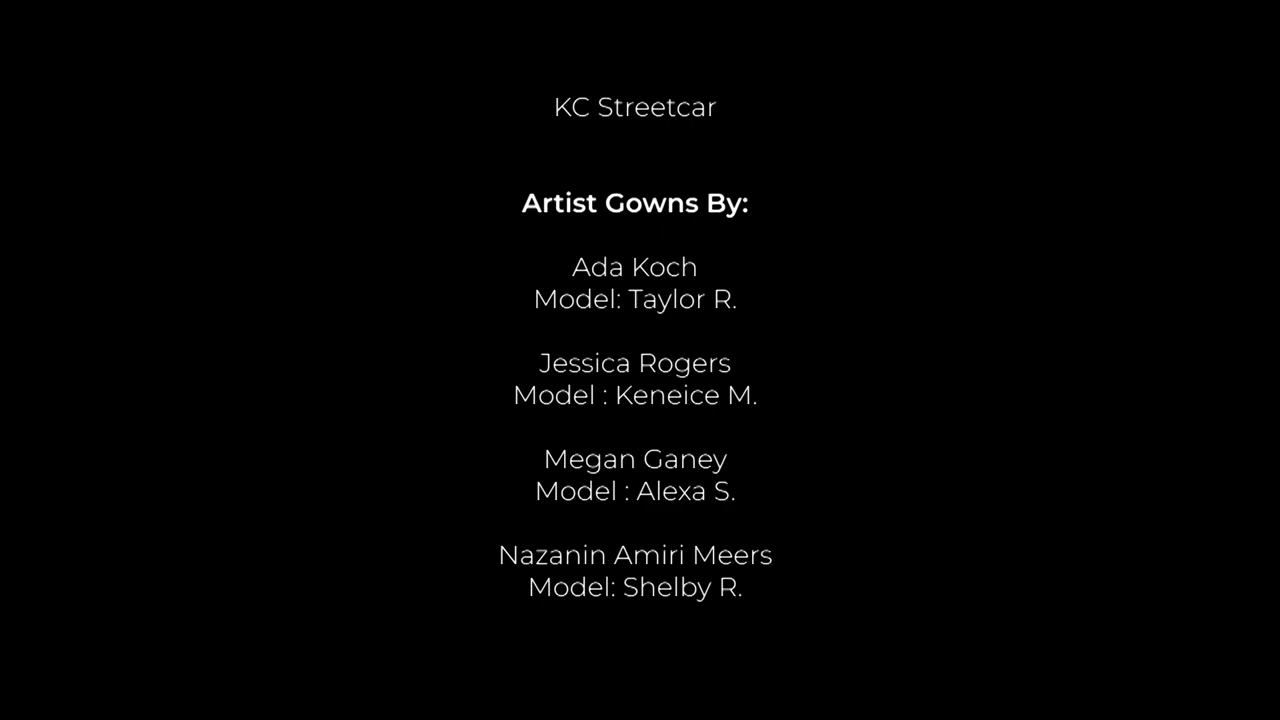 KC Streetcar
Artist Gowns By:
Ada Koch
Model: Taylor R.
Jessica Rogers
Model : Keneice M.
Megan Ganey
Model : Alexa S.
Nazanin Amiri Meers
Model: Shelby R.